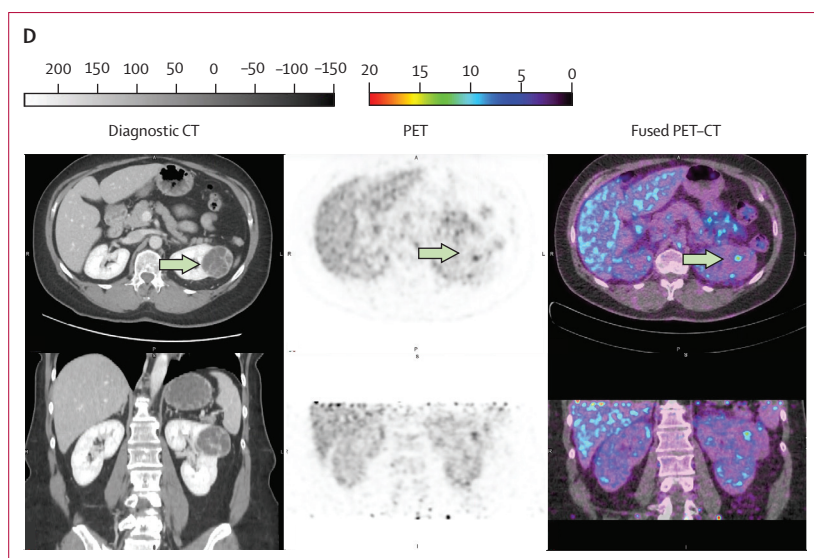 D
200 150 100 50 0 –50 –100 –150
20 15 10 5 0
Diagnostic CT PET Fused PET–CT
A A A
R L R L R L
P P P
S S
R L
I I